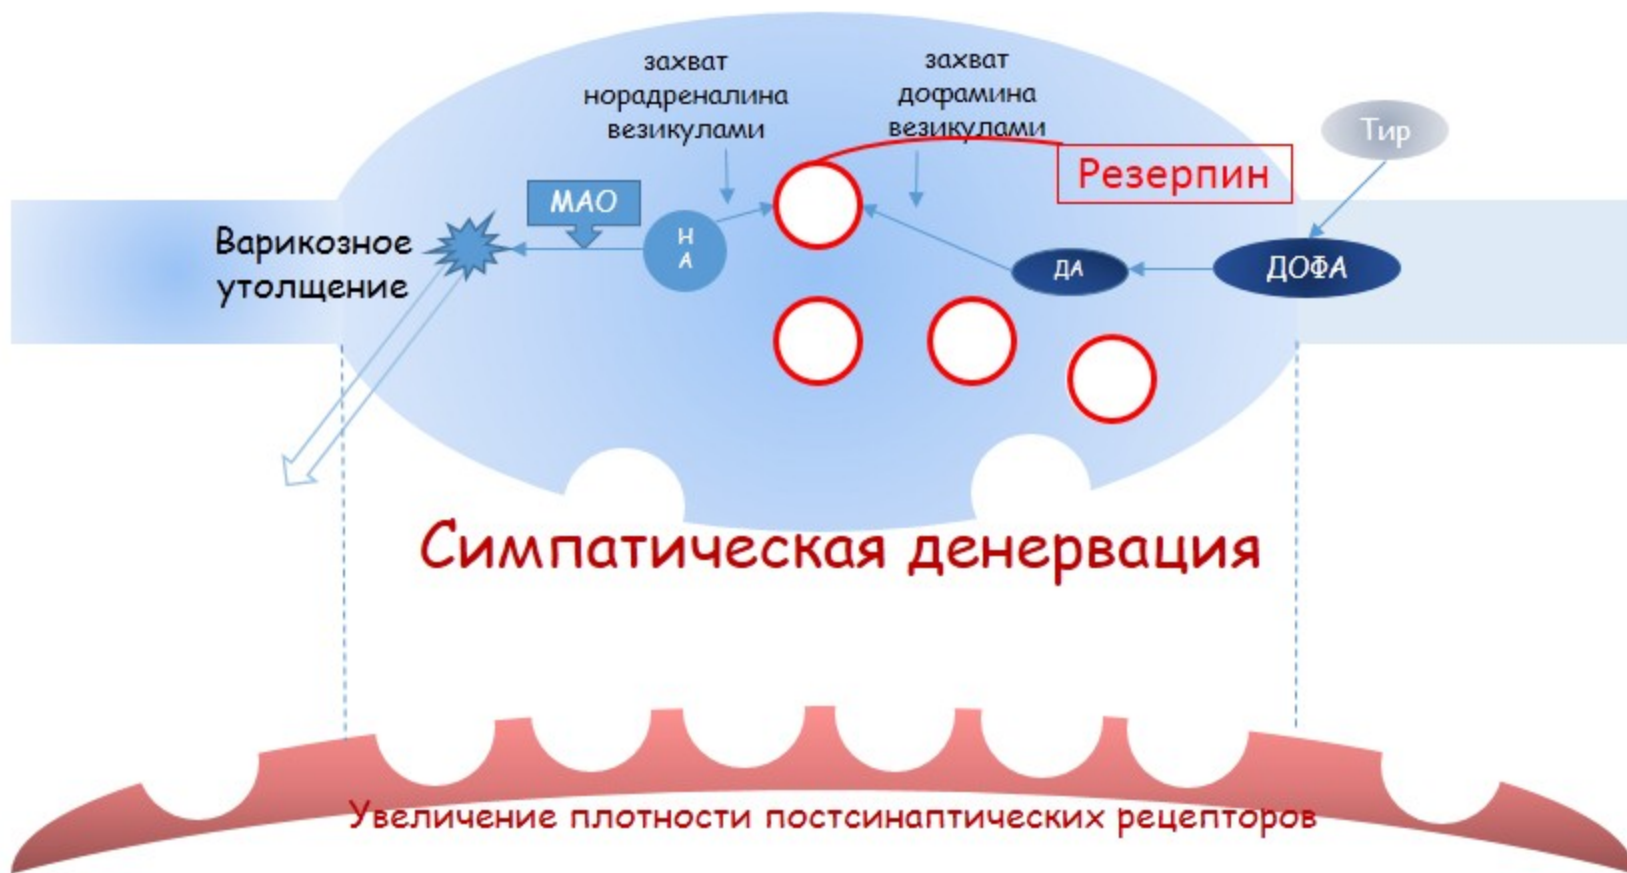 захват
норадреналина
везикулами
захват
дофамина
везикулами
Тир
Резерпин
МАО
Варикозное
утолщение
Н
А
ДА
ДОФА
Симпатическая денервация
Увеличение плотности постсинаптических рецепторов